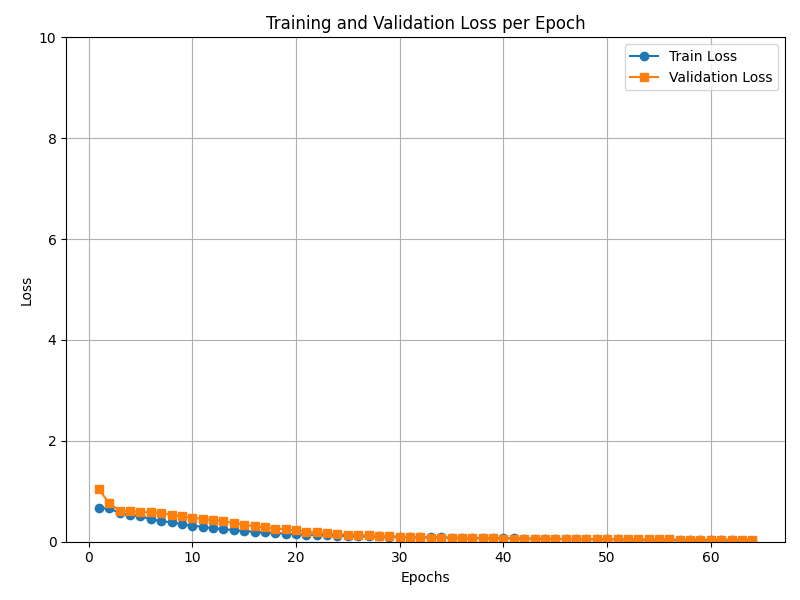 Training and Validation Loss per Epoch
10
8
6
4
2
0
Loss
Train Loss
Validation Loss
0 10 20 30 40 50 60
Epochs